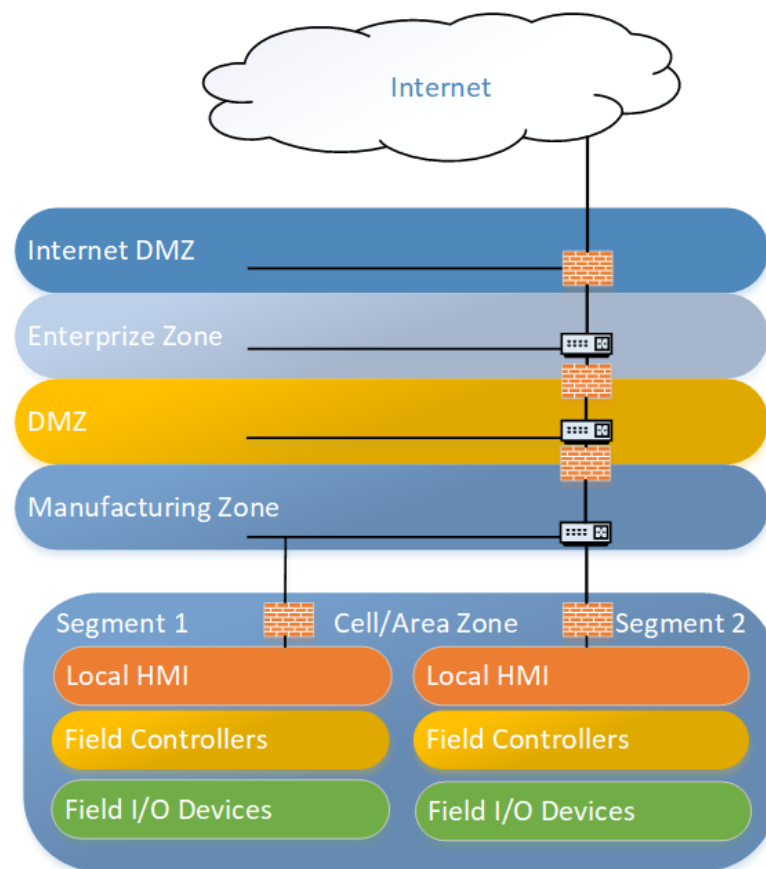 Internet
Internet DMZ
Enterprize Zone
DMZ
Manufacturing Zone
Segment 1
Cell/Area Zone
Segment 2
Local HMI
Local HMI
Field Controllers
Field Controllers
Field I/O Devices
Field I/O Devices